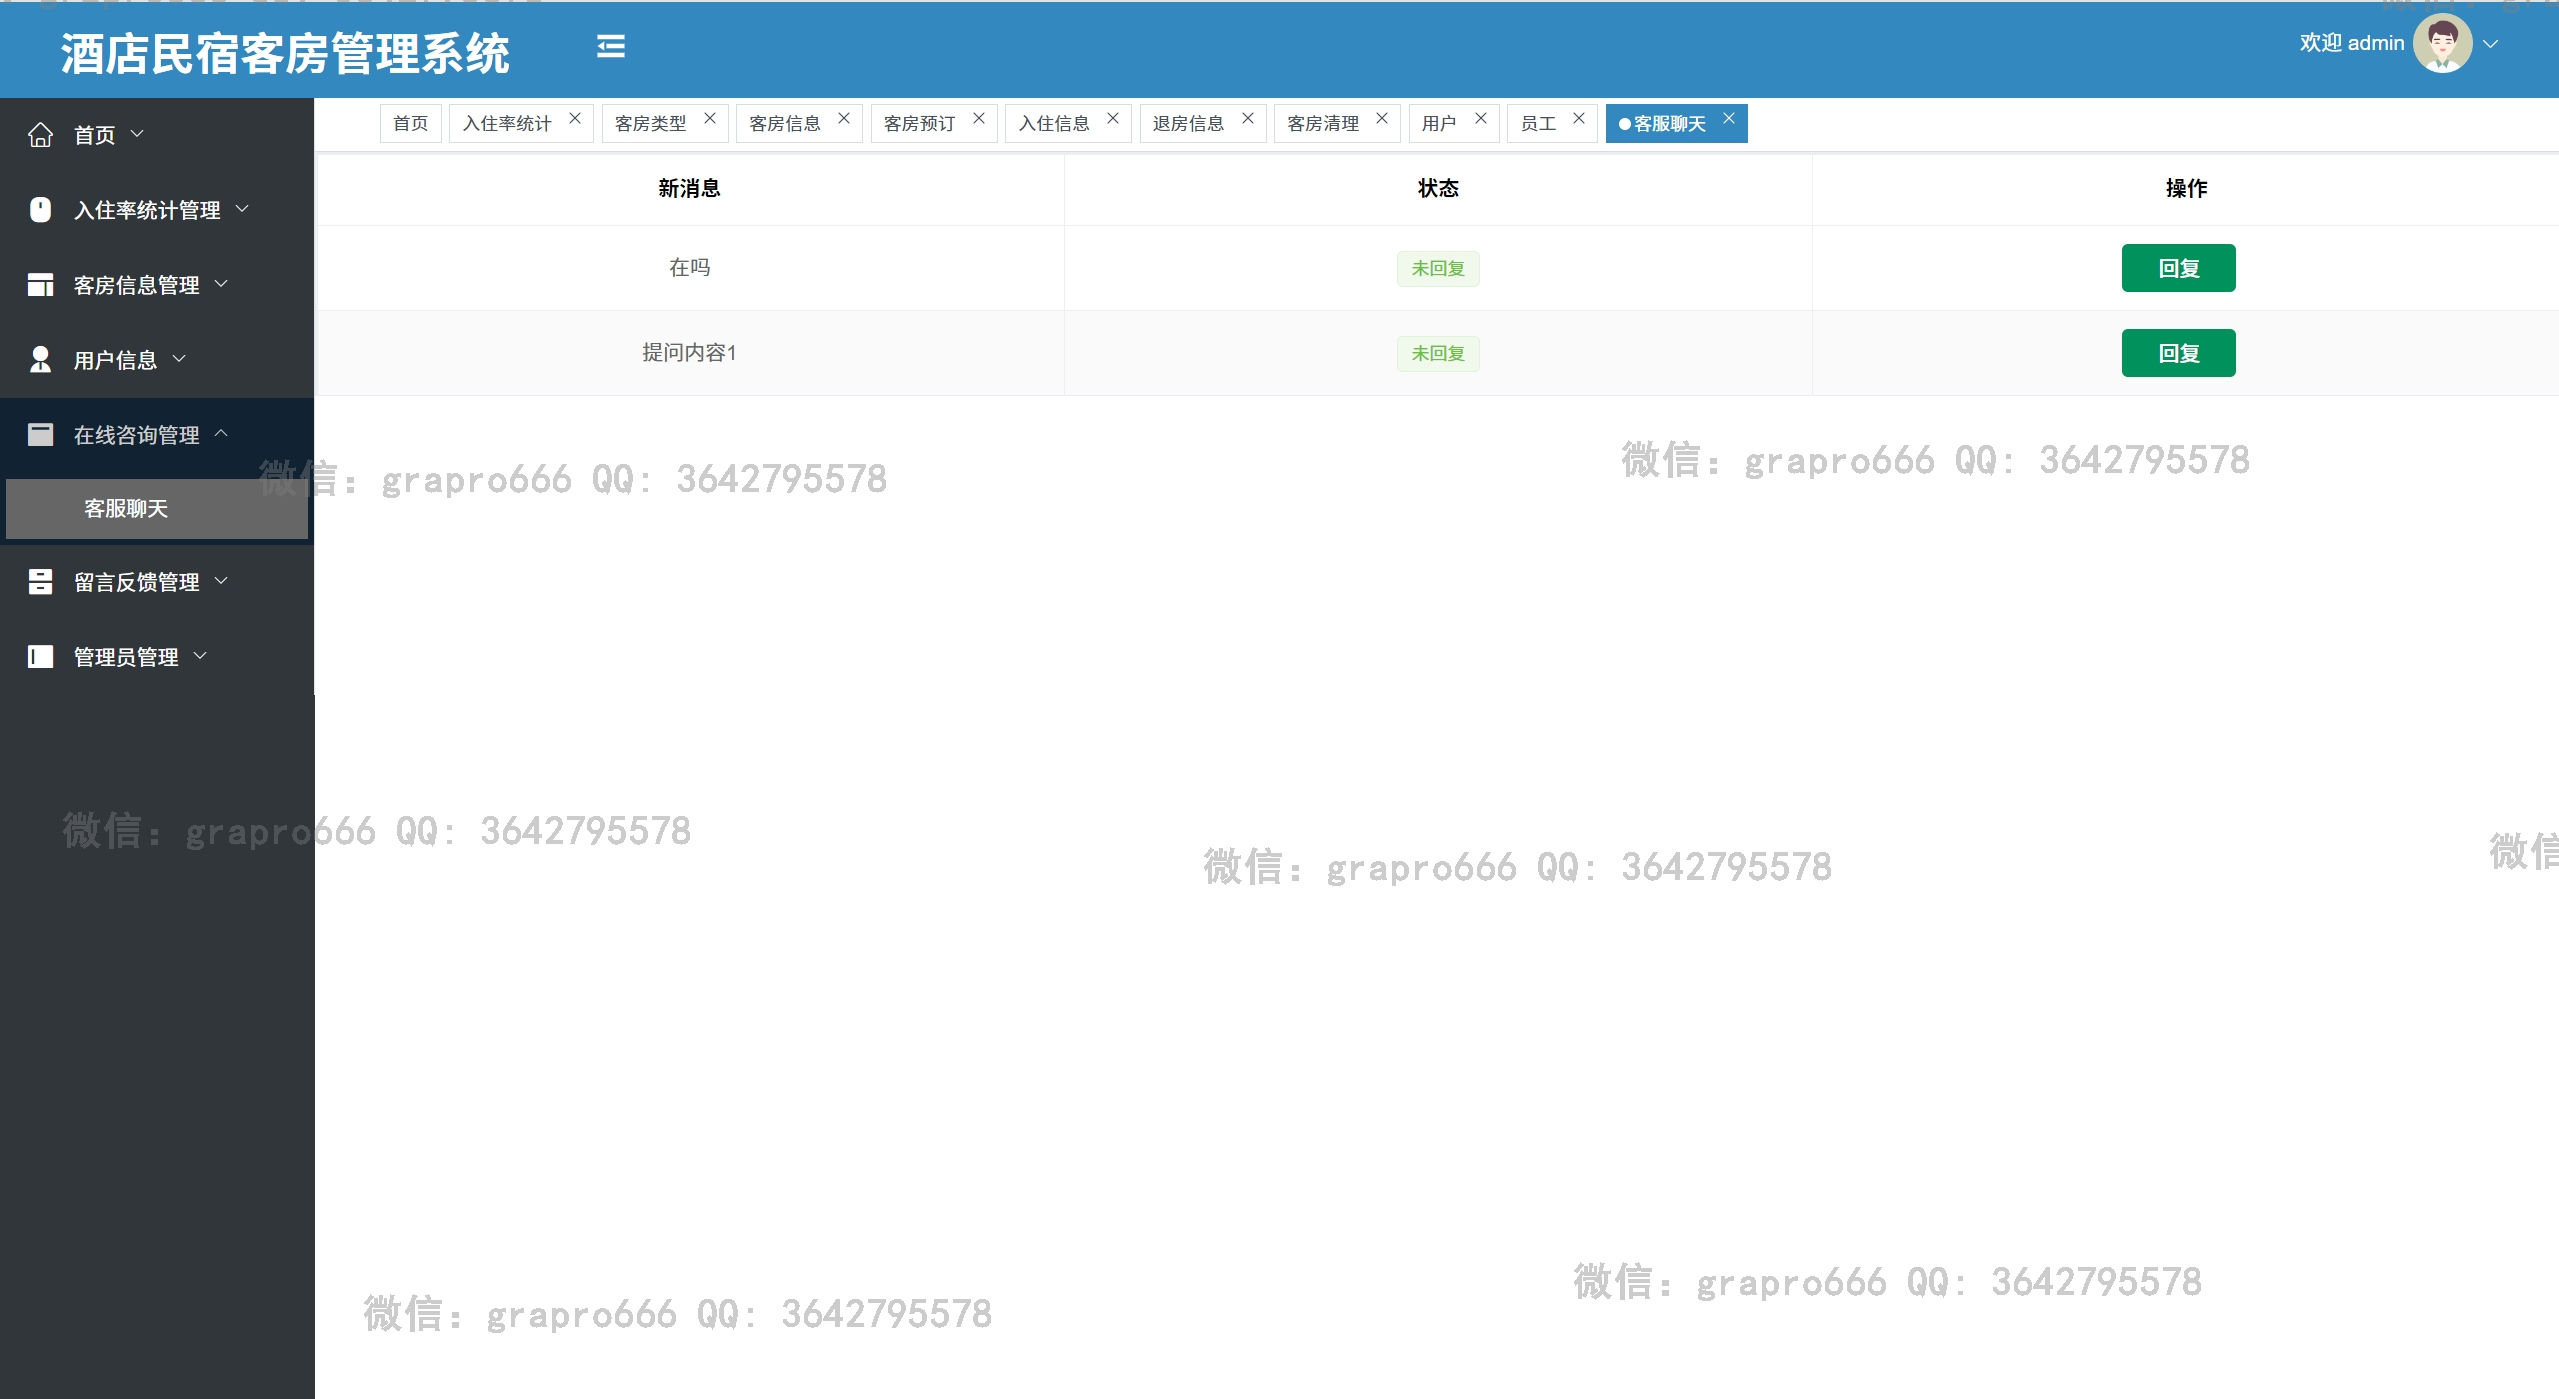 酒店民宿客房管理系统
欢迎 admin
首页
入住率统计管理
客房信息管理
用户信息
在线咨询管理
客服聊天
留言反馈管理
管理员管理
首页 入住率统计 客房类型 客房信息 客房预订 入住信息 退房信息 客房清理 用户 员工 客服聊天
新消息 状态 操作
在吗 未回复 回复
提问内容1 未回复 回复
微信: grapro666 QQ: 3642795578
微信: grapro666 QQ: 3642795578
微信: grapro666 QQ: 3642795578
微信: grapro666 QQ: 3642795578
微信
微信: grapro666 QQ: 3642795578
微信: grapro666 QQ: 3642795578